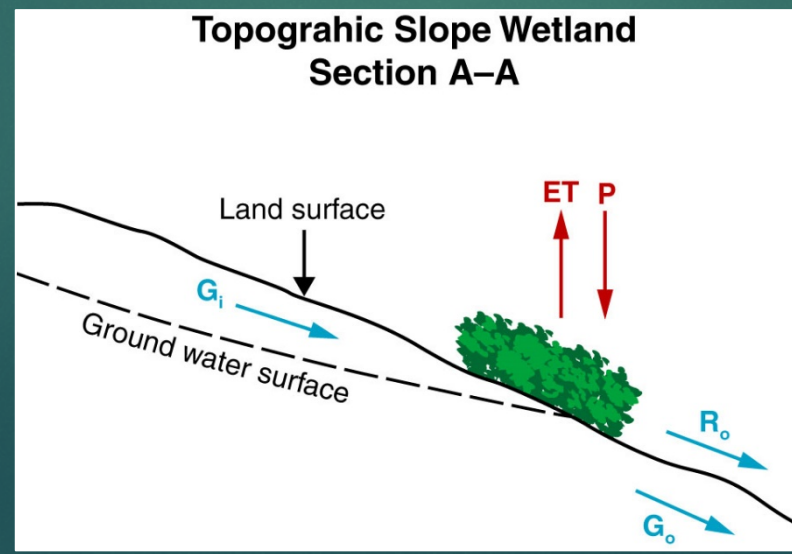 Topograhic Slope Wetland
Section A–A
ET P
Land surface
Gi
Ground water surface
Ro
Go